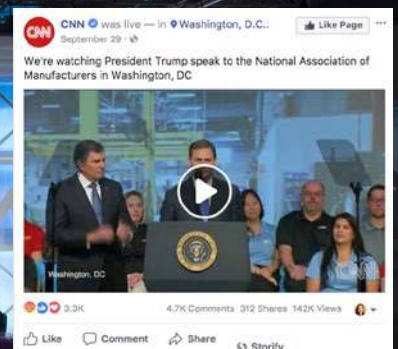 CNN
CNN was live — in Washington, D.C..
September 29 ·
Like Page
We're watching President Trump speak to the National Association of
Manufacturers in Washington, DC
Washington, DC
CNN
3.3K
4.7K Comments 312 Shares 142K Views
Like Comment Share
Storify